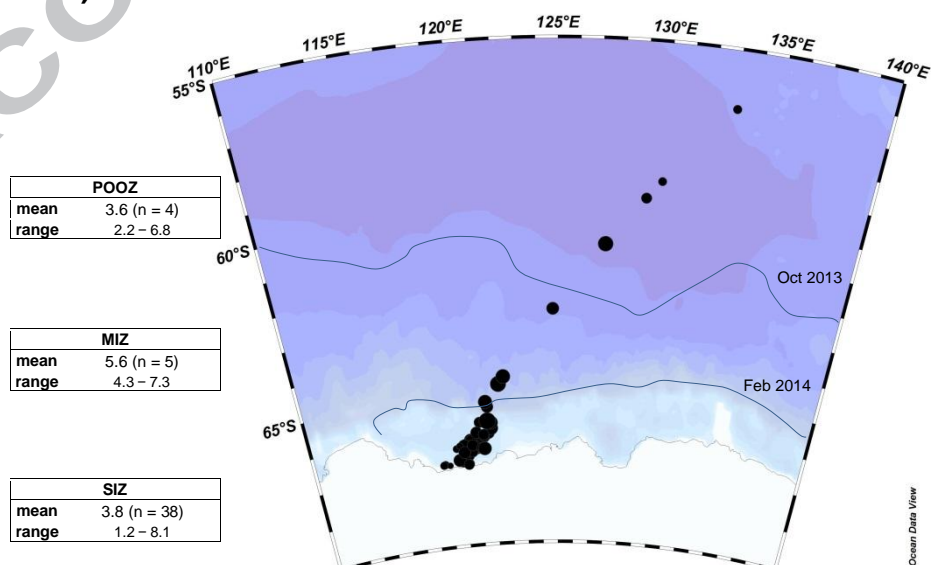 110°E 115°E 120°E 125°E 130°E 135°E 140°E
55°S
60°S
65°S
Oct 2013
Feb 2014
POOZ
mean 3.6 (n = 4)
range 2.2 – 6.8
MIZ
mean 5.6 (n = 5)
range 4.3 – 7.3
SIZ
mean 3.8 (n = 38)
range 1.2 – 8.1
Ocean Data View